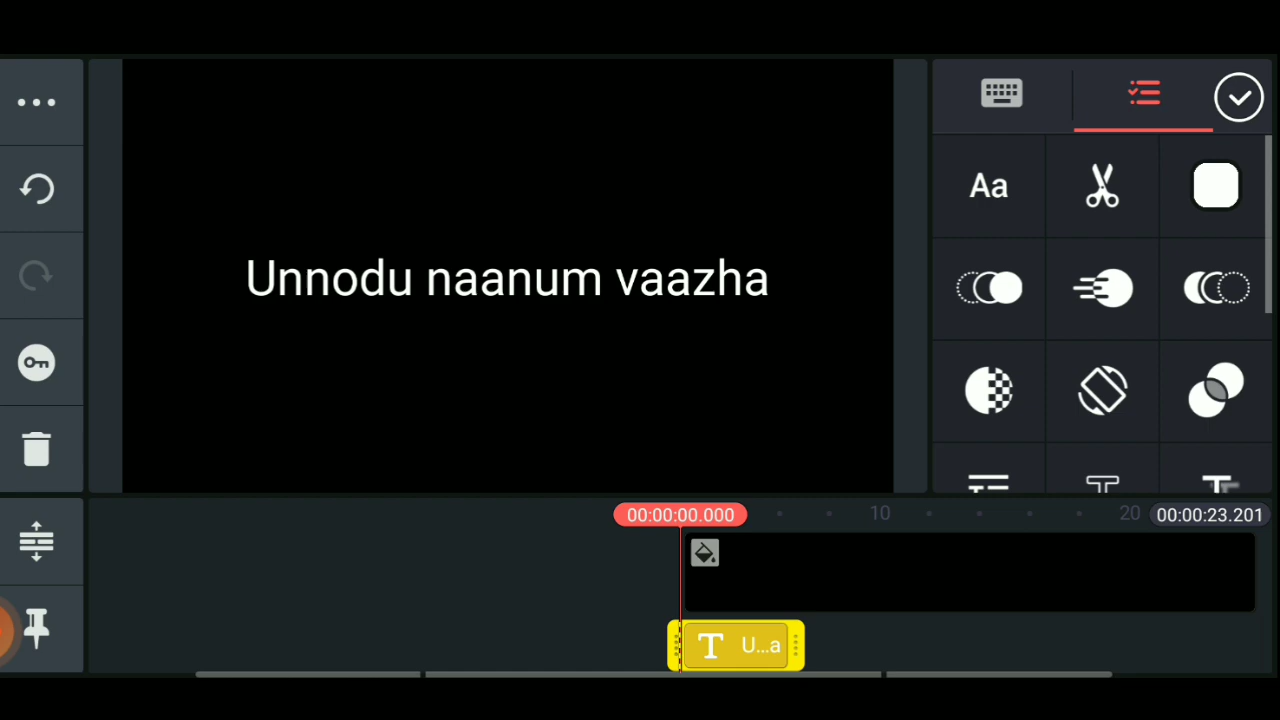 Aa
Unnodu naanum vaazha
00:00:00.000
10
20
00:00:23.201
T U...a